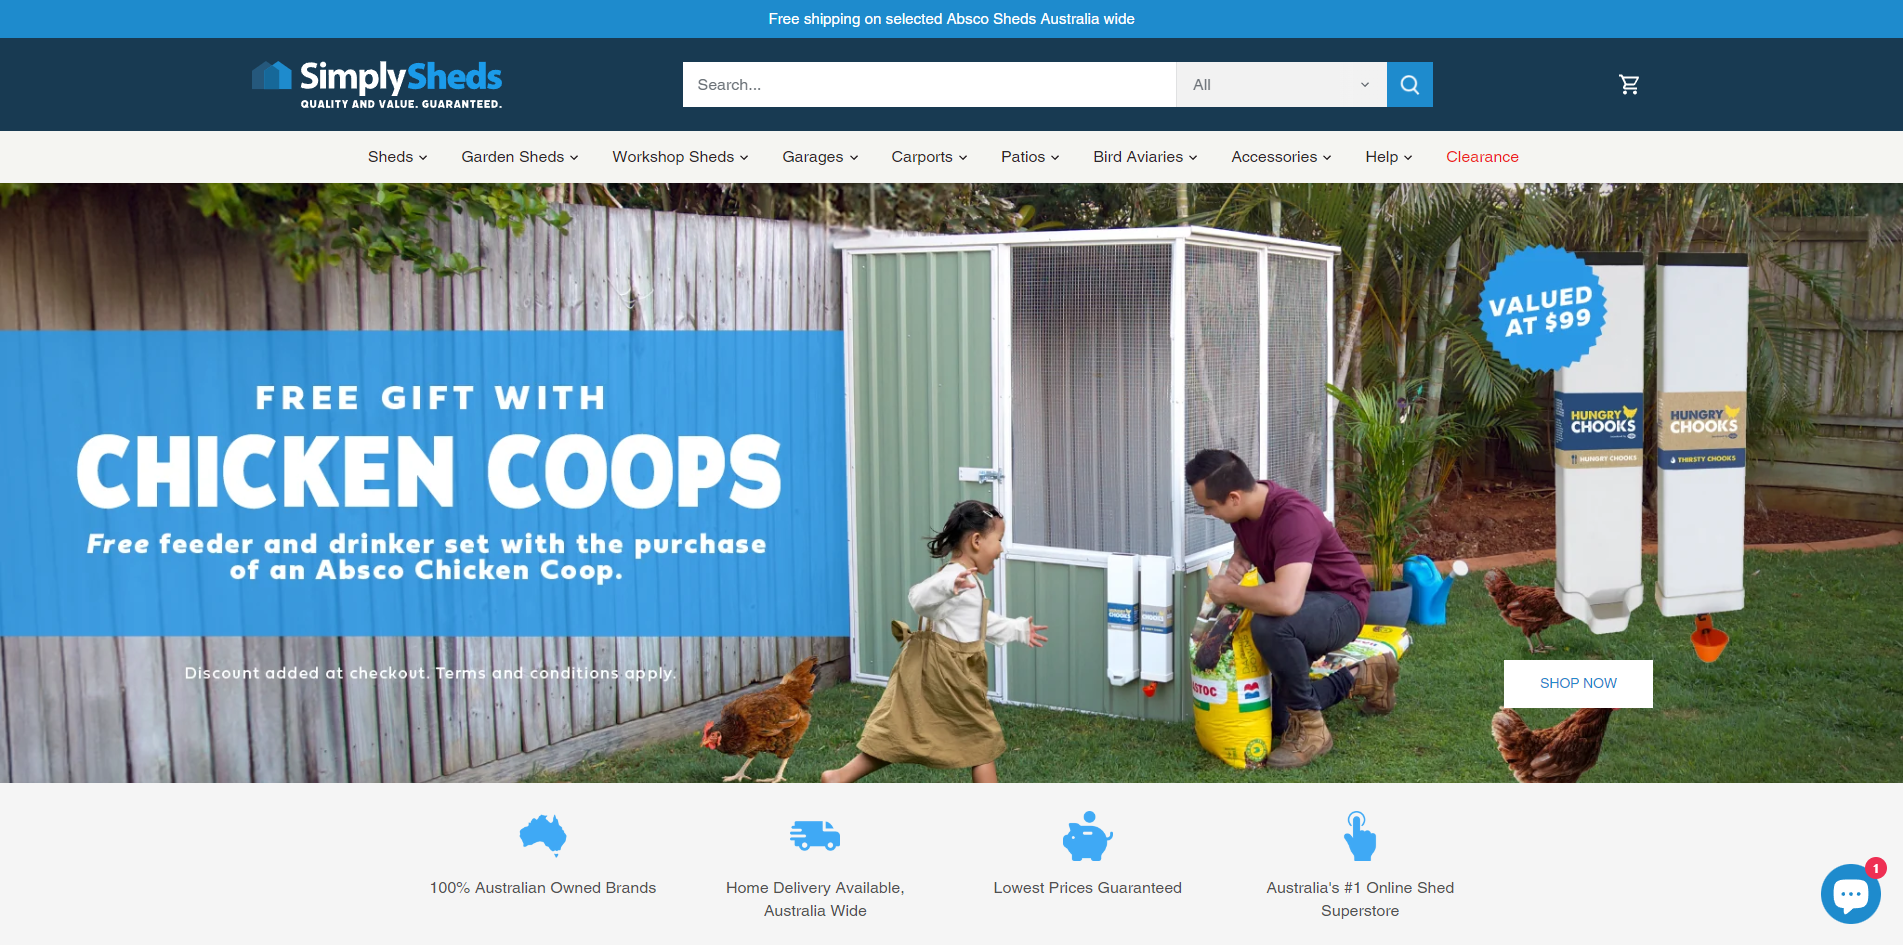 Free shipping on selected Absco Sheds Australia wide
SimplySheds
QUALITY AND VALUE. GUARANTEED.
Search...
All
Sheds
Garden Sheds
Workshop Sheds
Garages
Carports
Patios
Bird Aviaries
Accessories
Help
Clearance
FREE GIFT WITH
CHICKEN COOPS
Free feeder and drinker set with the purchase
of an Absco Chicken Coop.
Discount added at checkout. Terms and conditions apply.
VALUED
AT $99
HUNGRY
CHOOKS
HUNGRY CHOOKS
HUNGRY
CHOOKS
THIRSTY CHOOKS
SHOP NOW
100% Australian Owned Brands
Home Delivery Available,
Australia Wide
Lowest Prices Guaranteed
Australia's #1 Online Shed
Superstore
1